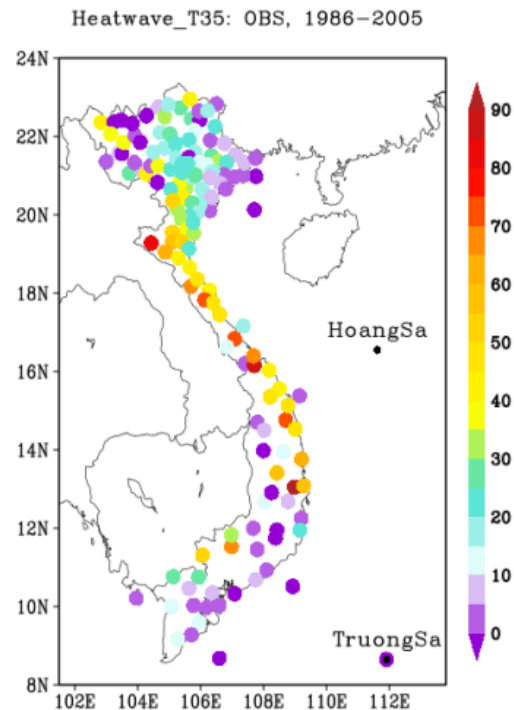 Heatwave_T35: OBS, 1986-2005
24N
22N
20N
18N
16N
14N
12N
10N
8N
HoangSa
TruongSa
102E 104E 106E 108E 110E 112E
90
80
70
60
50
40
30
20
10
0